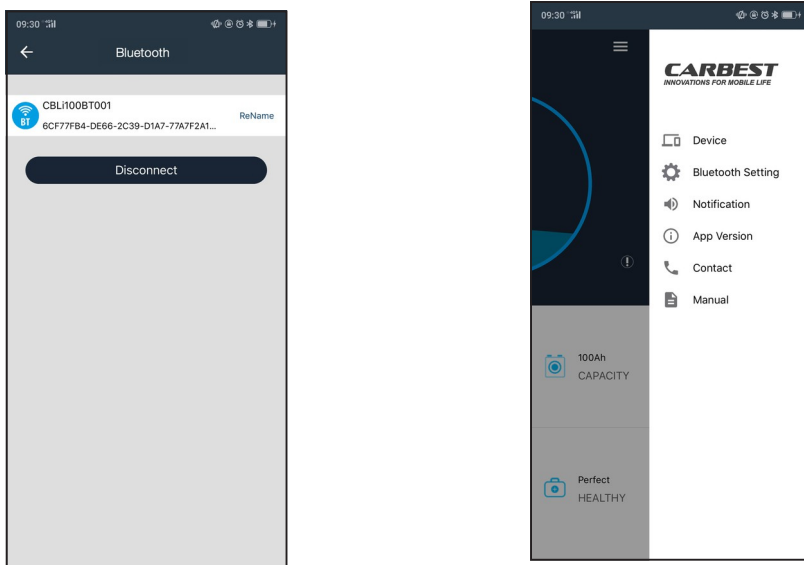 09:30
Bluetooth
CBLi100BT001
BT
6CF77FB4-DE66-2C39-D1A7-77A7F2A1...
ReName
Disconnect
09:30
CARBEST
INNOVATIONS FOR MOBILE LIFE
Device
Bluetooth Setting
Notification
App Version
Contact
Manual
100Ah
CAPACITY
Perfect
HEALTHY